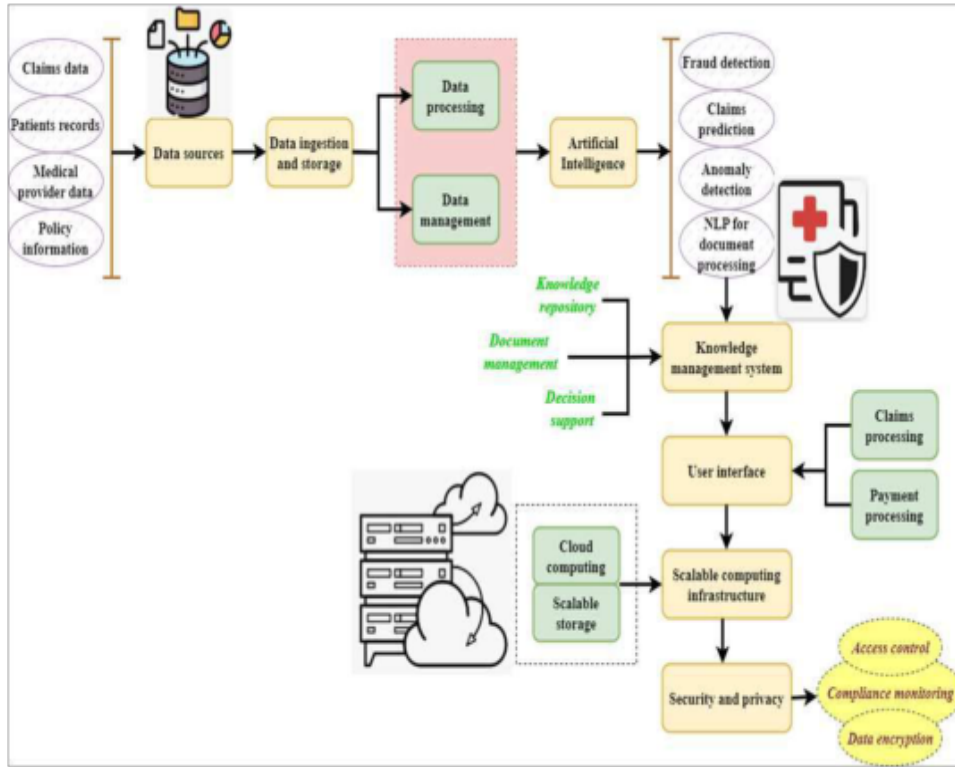 Claims data
Patients records
Medical
provider data
Policy
information
Data sources
Data ingestion
and storage
Data
processing
Data
management
Artificial
Intelligence
Fraud detection
Claims
prediction
Anomaly
detection
NLP for
document
processing
Knowledge
repository
Document
management
Decision
support
Knowledge
management system
User interface
Claims
processing
Payment
processing
Cloud
computing
Scalable
storage
Scalable computing
infrastructure
Security and privacy
Access control
Compliance monitoring
Data encryption